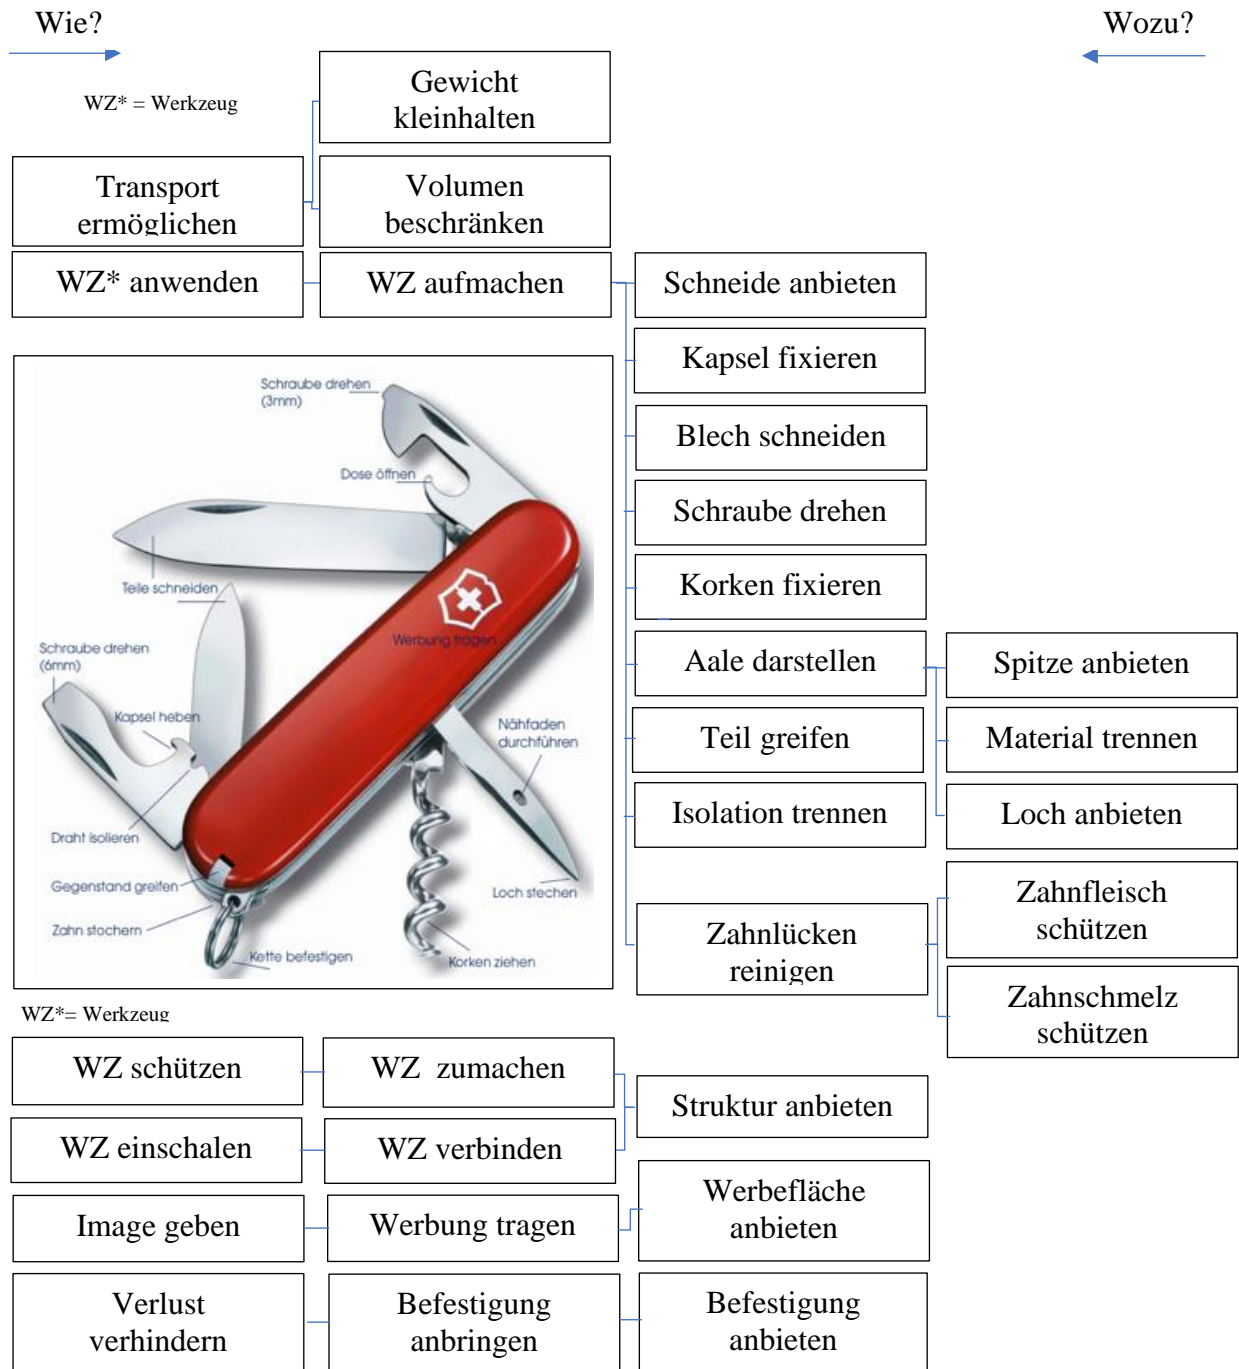 Wie?
Wozu?
WZ* = Werkzeug
Gewicht
kleinhalten
Transport
ermöglichen
Volumen
beschränken
WZ* anwenden
WZ aufmachen
Schneide anbieten
Kapsel fixieren
Blech schneiden
Schraube drehen
Korken fixieren
Aale darstellen
Spitze anbieten
Teil greifen
Material trennen
Isolation trennen
Loch anbieten
Zahnlücken
reinigen
Zahnfleisch
schützen
Zahnschmelz
schützen
Schraube drehen
(3mm)
Dose öffnen
Teile schneiden
Werbung tragen
Schraube drehen
(6mm)
Kapsel heben
Nähfaden
durchführen
Draht isolieren
Gegenstand greifen
Loch stechen
Zahn stochern
Kette befestigen
Korken ziehen
WZ*= Werkzeug
WZ schützen
WZ  zumachen
Struktur anbieten
WZ einschalen
WZ verbinden
Image geben
Werbung tragen
Werbefläche
anbieten
Verlust
verhindern
Befestigung
anbringen
Befestigung
anbieten